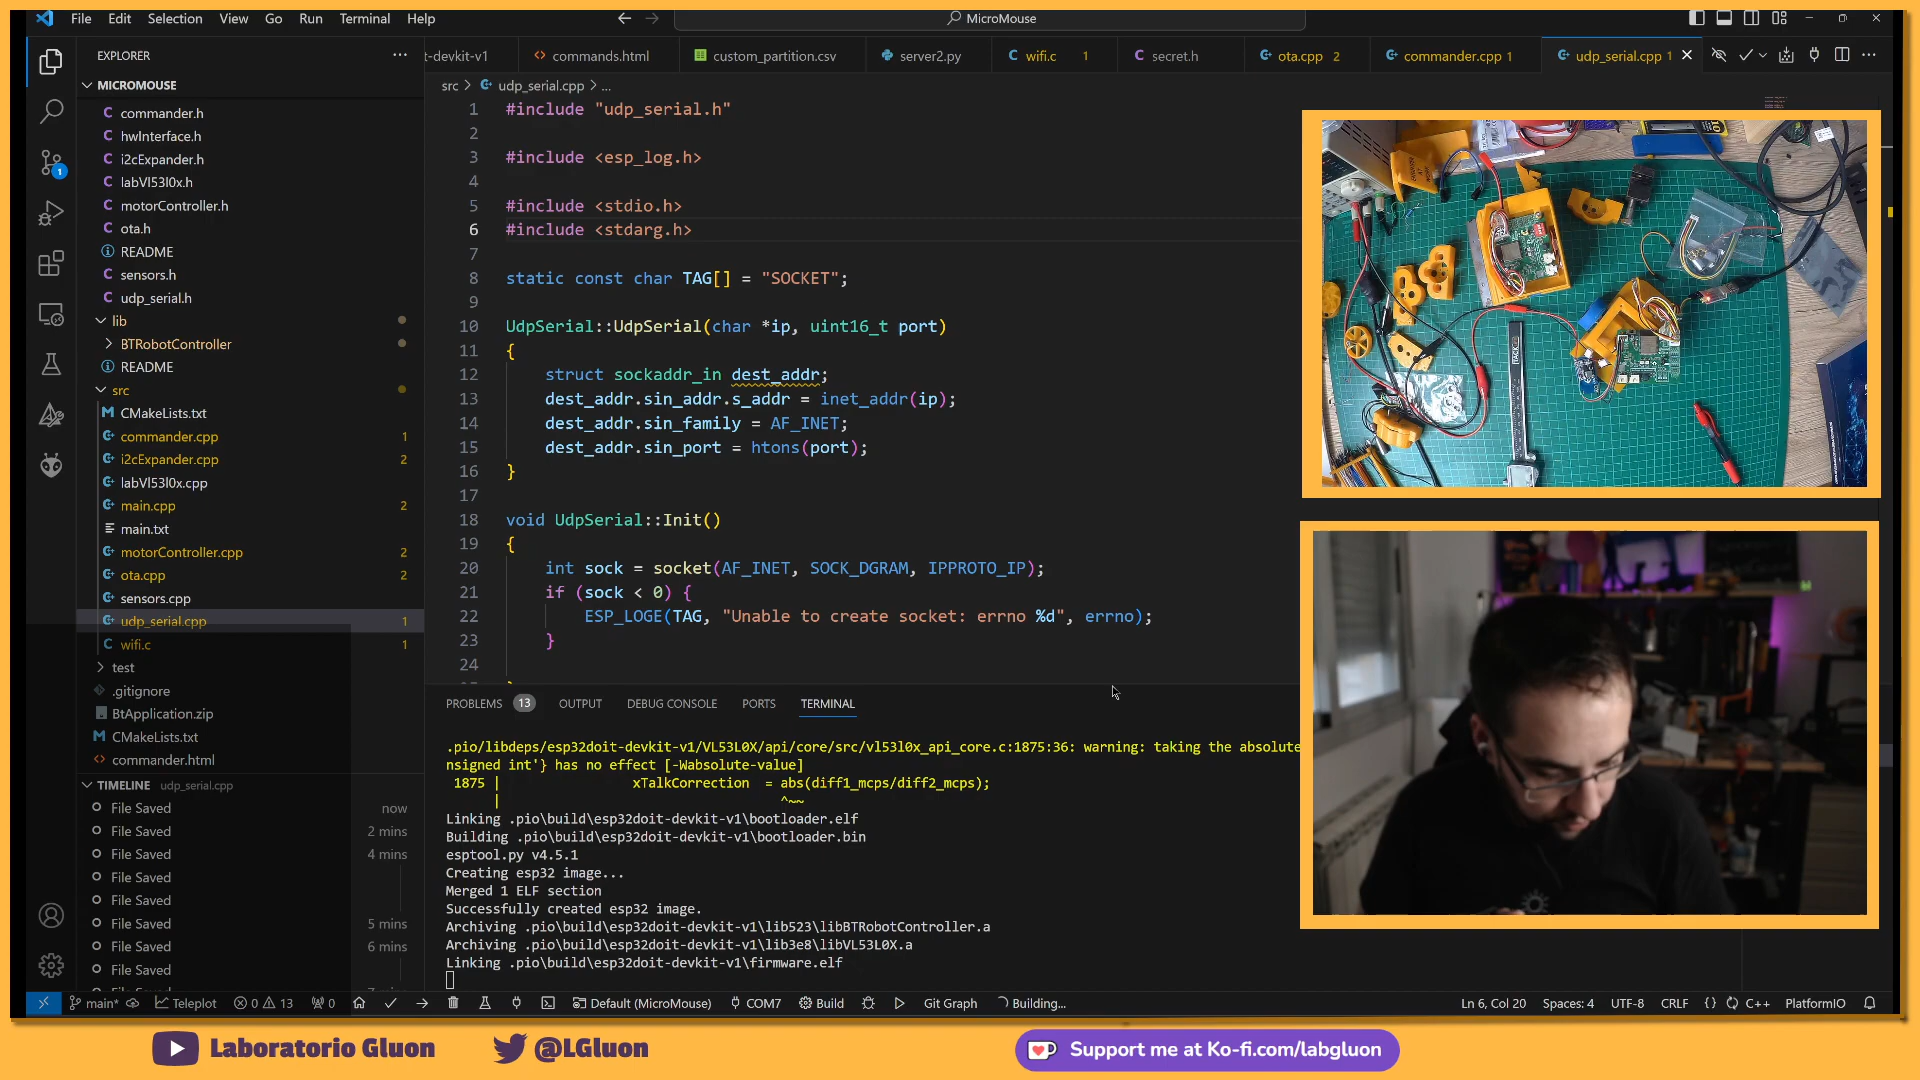 File Edit Selection View Go Run Terminal Help
MicroMouse
EXPLORER
t-devkit-v1
commands.html
custom_partition.csv
server2.py
wifi.c 1
secret.h
ota.cpp 2
commander.cpp 1
udp_serial.cpp 1
MICROMOUSE
src > udp_serial.cpp > ...
commander.h
hwInterface.h
i2cExpander.h
labVl53l0x.h
motorController.h
ota.h
README
sensors.h
udp_serial.h
lib
BTRobotController
README
src
CMakeLists.txt
commander.cpp 1
i2cExpander.cpp 2
labVl53l0x.cpp
main.cpp 2
main.txt
motorController.cpp 2
ota.cpp 2
sensors.cpp
udp_serial.cpp 1
wifi.c 1
test
.gitignore
BtApplication.zip
CMakeLists.txt
commander.html
TIMELINE udp_serial.cpp
File Saved now
File Saved 2 mins
File Saved 4 mins
File Saved
File Saved
File Saved 5 mins
File Saved 6 mins
File Saved
1 #include "udp_serial.h"
2
3 #include <esp_log.h>
4
5 #include <stdio.h>
6 #include <stdarg.h>
7
8 static const char TAG[] = "SOCKET";
9
10 UdpSerial::UdpSerial(char *ip, uint16_t port)
11 {
12 struct sockaddr_in dest_addr;
13 dest_addr.sin_addr.s_addr = inet_addr(ip);
14 dest_addr.sin_family = AF_INET;
15 dest_addr.sin_port = htons(port);
16 }
17
18 void UdpSerial::Init()
19 {
20 int sock = socket(AF_INET, SOCK_DGRAM, IPPROTO_IP);
21 if (sock < 0) {
22 ESP_LOGE(TAG, "Unable to create socket: errno %d", errno);
23 }
24
PROBLEMS 13 OUTPUT DEBUG CONSOLE PORTS TERMINAL
.pio/libdeps/esp32doit-devkit-v1/VL53L0X/api/core/src/vl53l0x_api_core.c:1875:36: warning: taking the absolute
nsigned int'} has no effect [-Wabsolute-value]
1875 | xTalkCorrection = abs(diff1_mcps/diff2_mcps);
| ^~~
Linking .pio\build\esp32doit-devkit-v1\bootloader.elf
Building .pio\build\esp32doit-devkit-v1\bootloader.bin
esptool.py v4.5.1
Creating esp32 image...
Merged 1 ELF section
Successfully created esp32 image.
Archiving .pio\build\esp32doit-devkit-v1\lib523\libBTRobotController.a
Archiving .pio\build\esp32doit-devkit-v1\lib3e8\libVL53L0X.a
Linking .pio\build\esp32doit-devkit-v1\firmware.elf
main* Teleplot 0 13 0 Default (MicroMouse) COM7 Build Git Graph Building... Ln 6, Col 20 Spaces: 4 UTF-8 CRLF {} C++ PlatformIO
Laboratorio Gluon @LGluon Support me at Ko-fi.com/labgluon